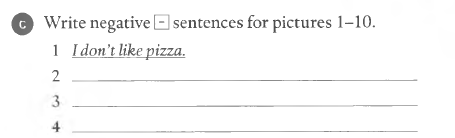 C Write negative - sentences for pictures 1–10.
1 I don't like pizza.
2
3
4